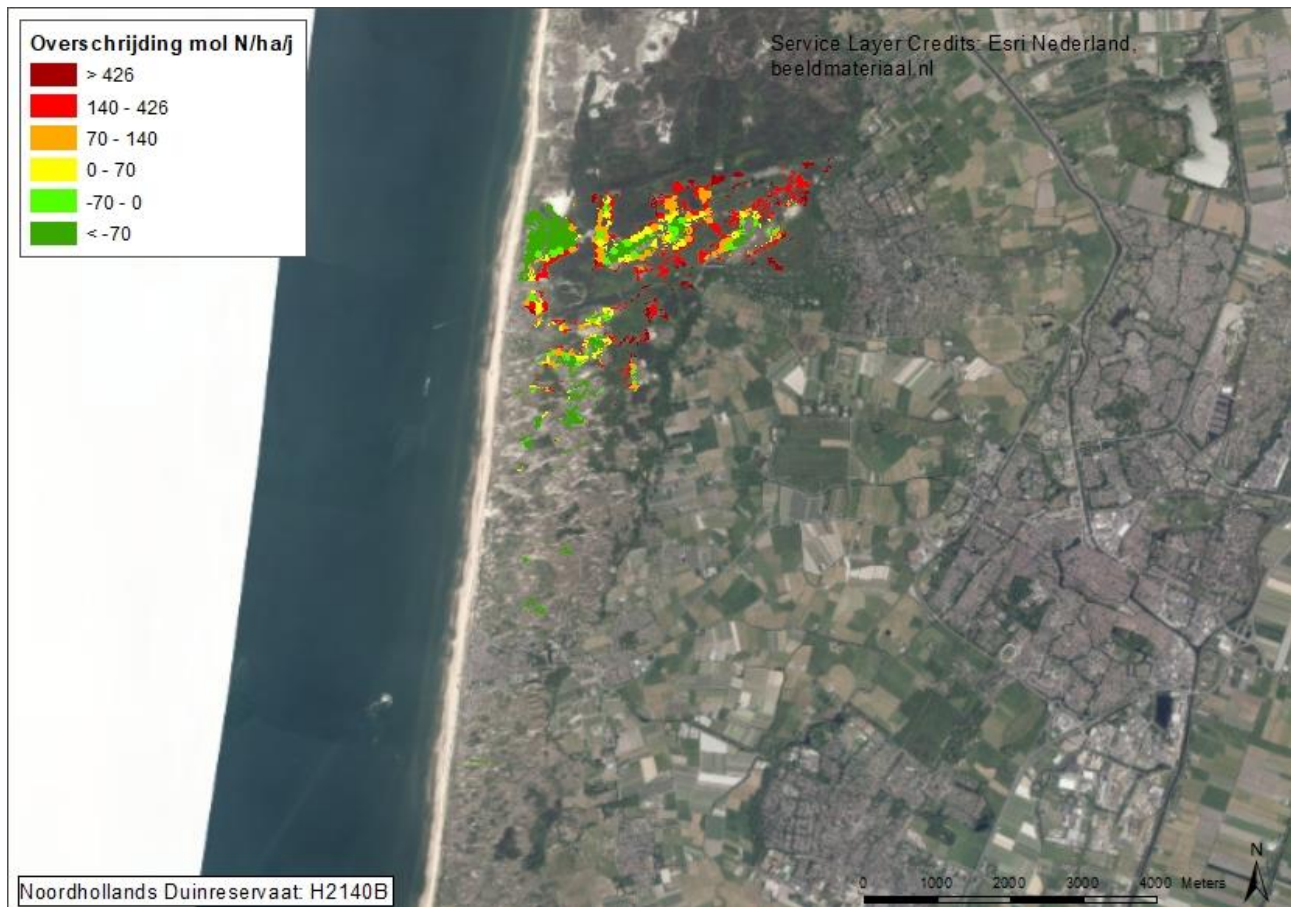 Overschrijding mol N/ha/j
> 426
140 - 426
70 - 140
0 - 70
-70 - 0
< -70
Service Layer Credits: Esri Nederland,
beeldmateriaal.nl
Noordhollands Duinreservaat: H2140B
N
0 1000 2000 3000 4000 Meters